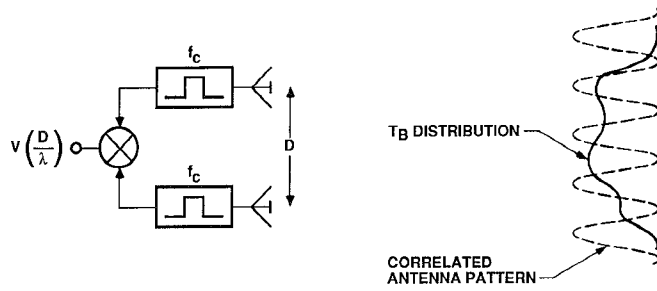 f_c
V (D/λ)
D
f_c
T_B DISTRIBUTION
CORRELATED
ANTENNA PATTERN